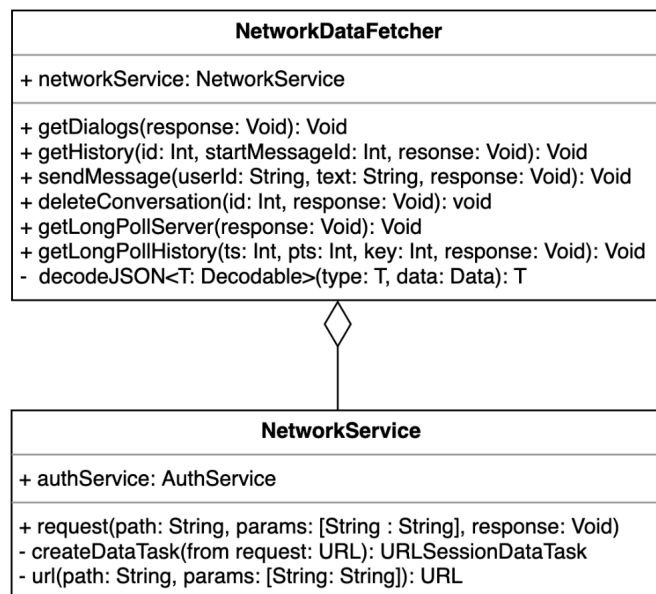 NetworkDataFetcher
+ networkService: NetworkService
+ getDialogs(response: Void): Void
+ getHistory(id: Int, startMessageId: Int, resonse: Void): Void
+ sendMessage(userId: String, text: String, response: Void): Void
+ deleteConversation(id: Int, response: Void): void
+ getLongPollServer(response: Void): Void
+ getLongPollHistory(ts: Int, pts: Int, key: Int, response: Void): Void
- decodeJSON<T: Decodable>(type: T, data: Data): T
NetworkService
+ authService: AuthService
+ request(path: String, params: [String : String], response: Void)
- createDataTask(from request: URL): URLSessionDataTask
- url(path: String, params: [String: String]): URL